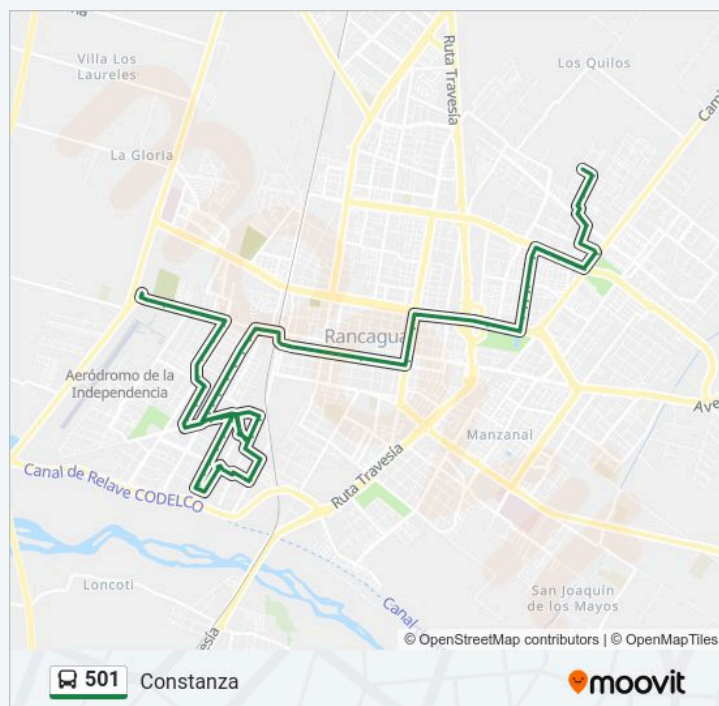 Villa Los
Laureles
Ruta Travesía
Los Quilos
La Gloria
Rancagua
Aeródromo de la
Independencia
Manzanal
Canal de Relave CODELCO
Ruta Travesía
Loncoti
San Joaquín
de los Mayos
© OpenStreetMap contributors | © OpenMapTiles
501 Constanza
moovit